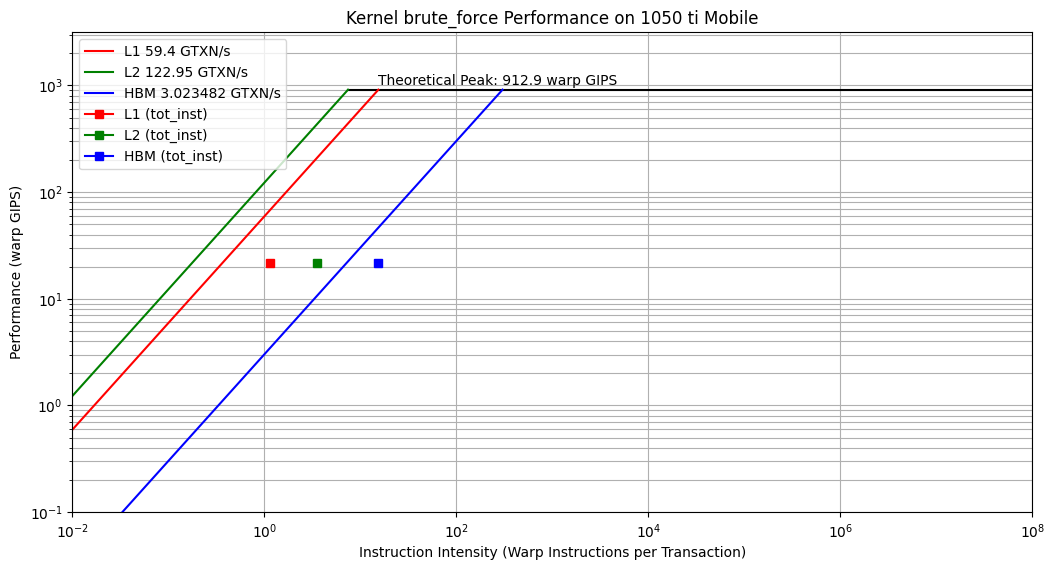 Kernel brute_force Performance on 1050 ti Mobile
L1 59.4 GTXN/s
L2 122.95 GTXN/s
HBM 3.023482 GTXN/s
L1 (tot_inst)
L2 (tot_inst)
HBM (tot_inst)
Theoretical Peak: 912.9 warp GIPS
Performance (warp GIPS)
10³
10²
10¹
10⁰
10⁻¹
10⁻² 10⁰ 10² 10⁴ 10⁶ 10⁸
Instruction Intensity (Warp Instructions per Transaction)